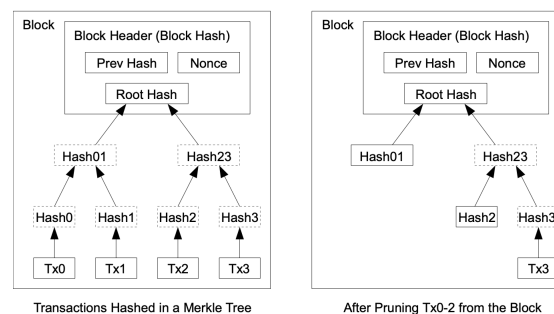 Block
Block Header (Block Hash)
Prev Hash
Nonce
Root Hash
Hash01
Hash23
Hash0
Hash1
Hash2
Hash3
Tx0
Tx1
Tx2
Tx3
Transactions Hashed in a Merkle Tree
Block
Block Header (Block Hash)
Prev Hash
Nonce
Root Hash
Hash01
Hash23
Hash2
Hash3
Tx3
After Pruning Tx0-2 from the Block